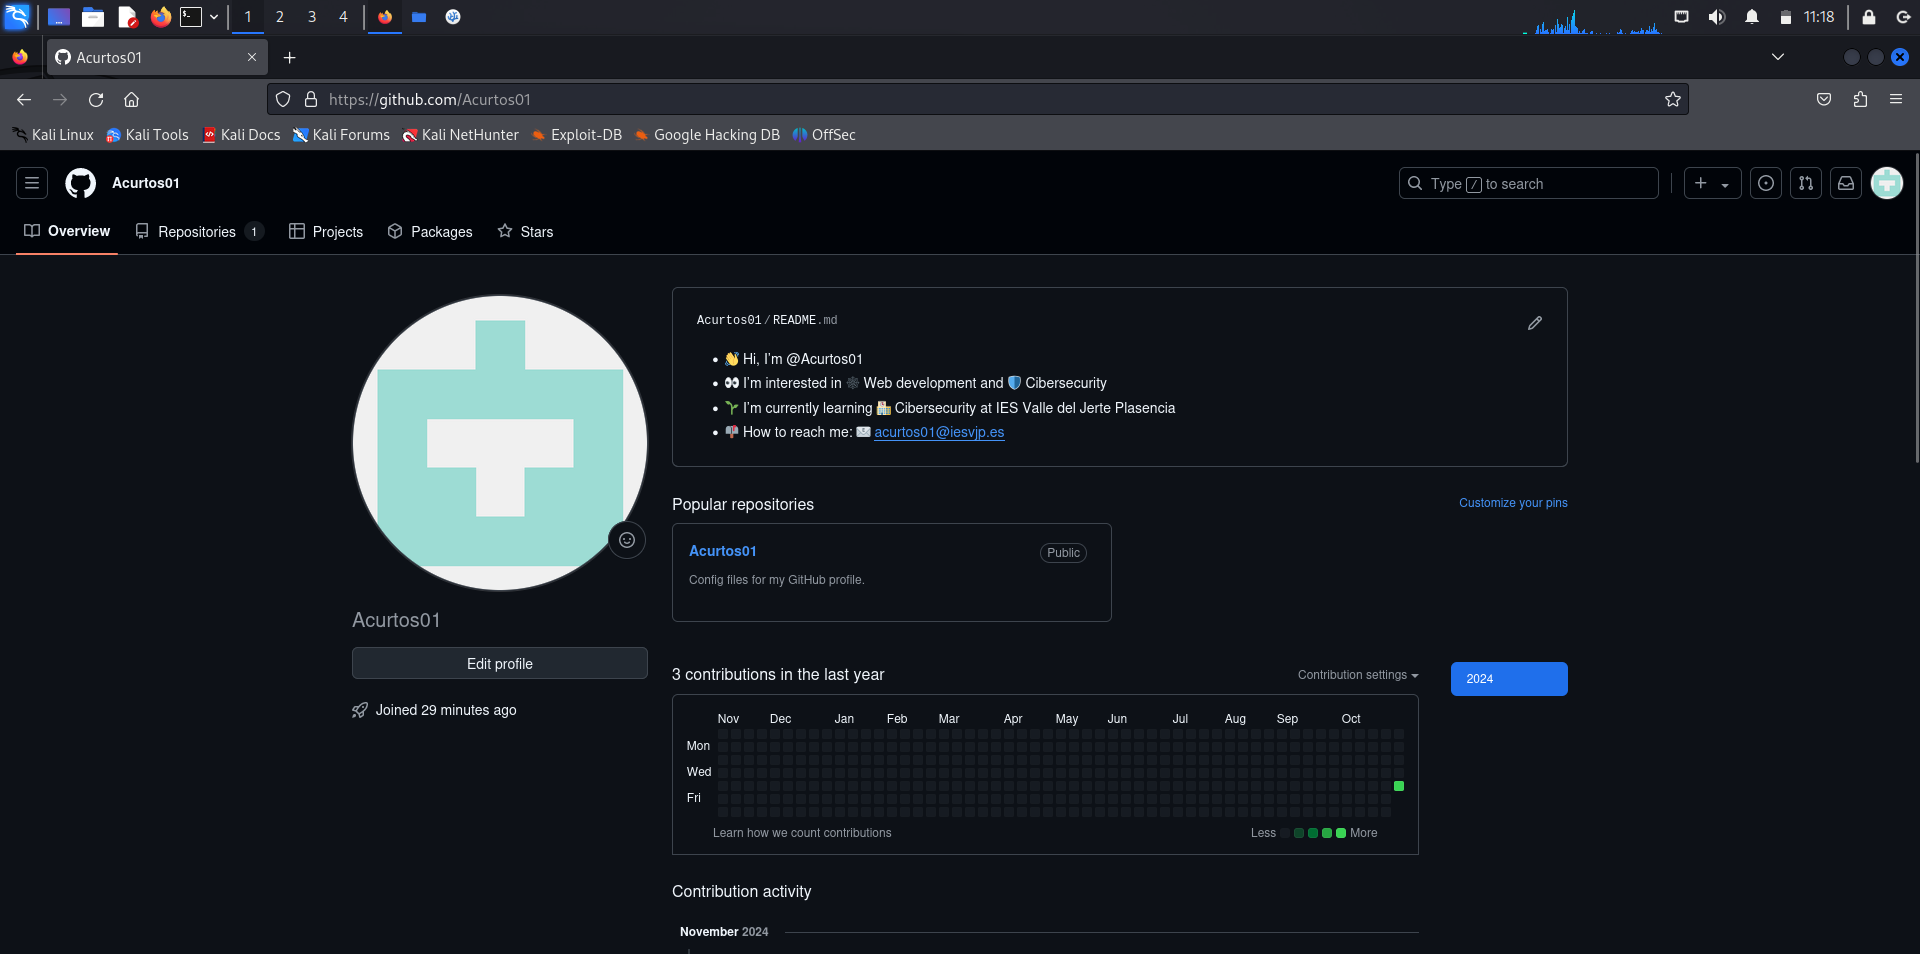 1 2 3 4 11:18
Acurtos01
https://github.com/Acurtos01
Kali Linux Kali Tools Kali Docs Kali Forums Kali NetHunter Exploit-DB Google Hacking DB OffSec
Acurtos01 Type / to search
Overview Repositories 1 Projects Packages Stars
Acurtos01/README.md
👋 Hi, I'm @Acurtos01
👀 I'm interested in 🕸️ Web development and 🛡️ Cibersecurity
🌱 I'm currently learning 🏫 Cibersecurity at IES Valle del Jerte Plasencia
📫 How to reach me: ✉️ acurtos01@iesvjp.es
Popular repositories Customize your pins
Acurtos01 Public
Config files for my GitHub profile.
Acurtos01
Edit profile
Joined 29 minutes ago
3 contributions in the last year Contribution settings 2024
Nov Dec Jan Feb Mar Apr May Jun Jul Aug Sep Oct
Mon
Wed
Fri
Learn how we count contributions Less More
Contribution activity
November 2024